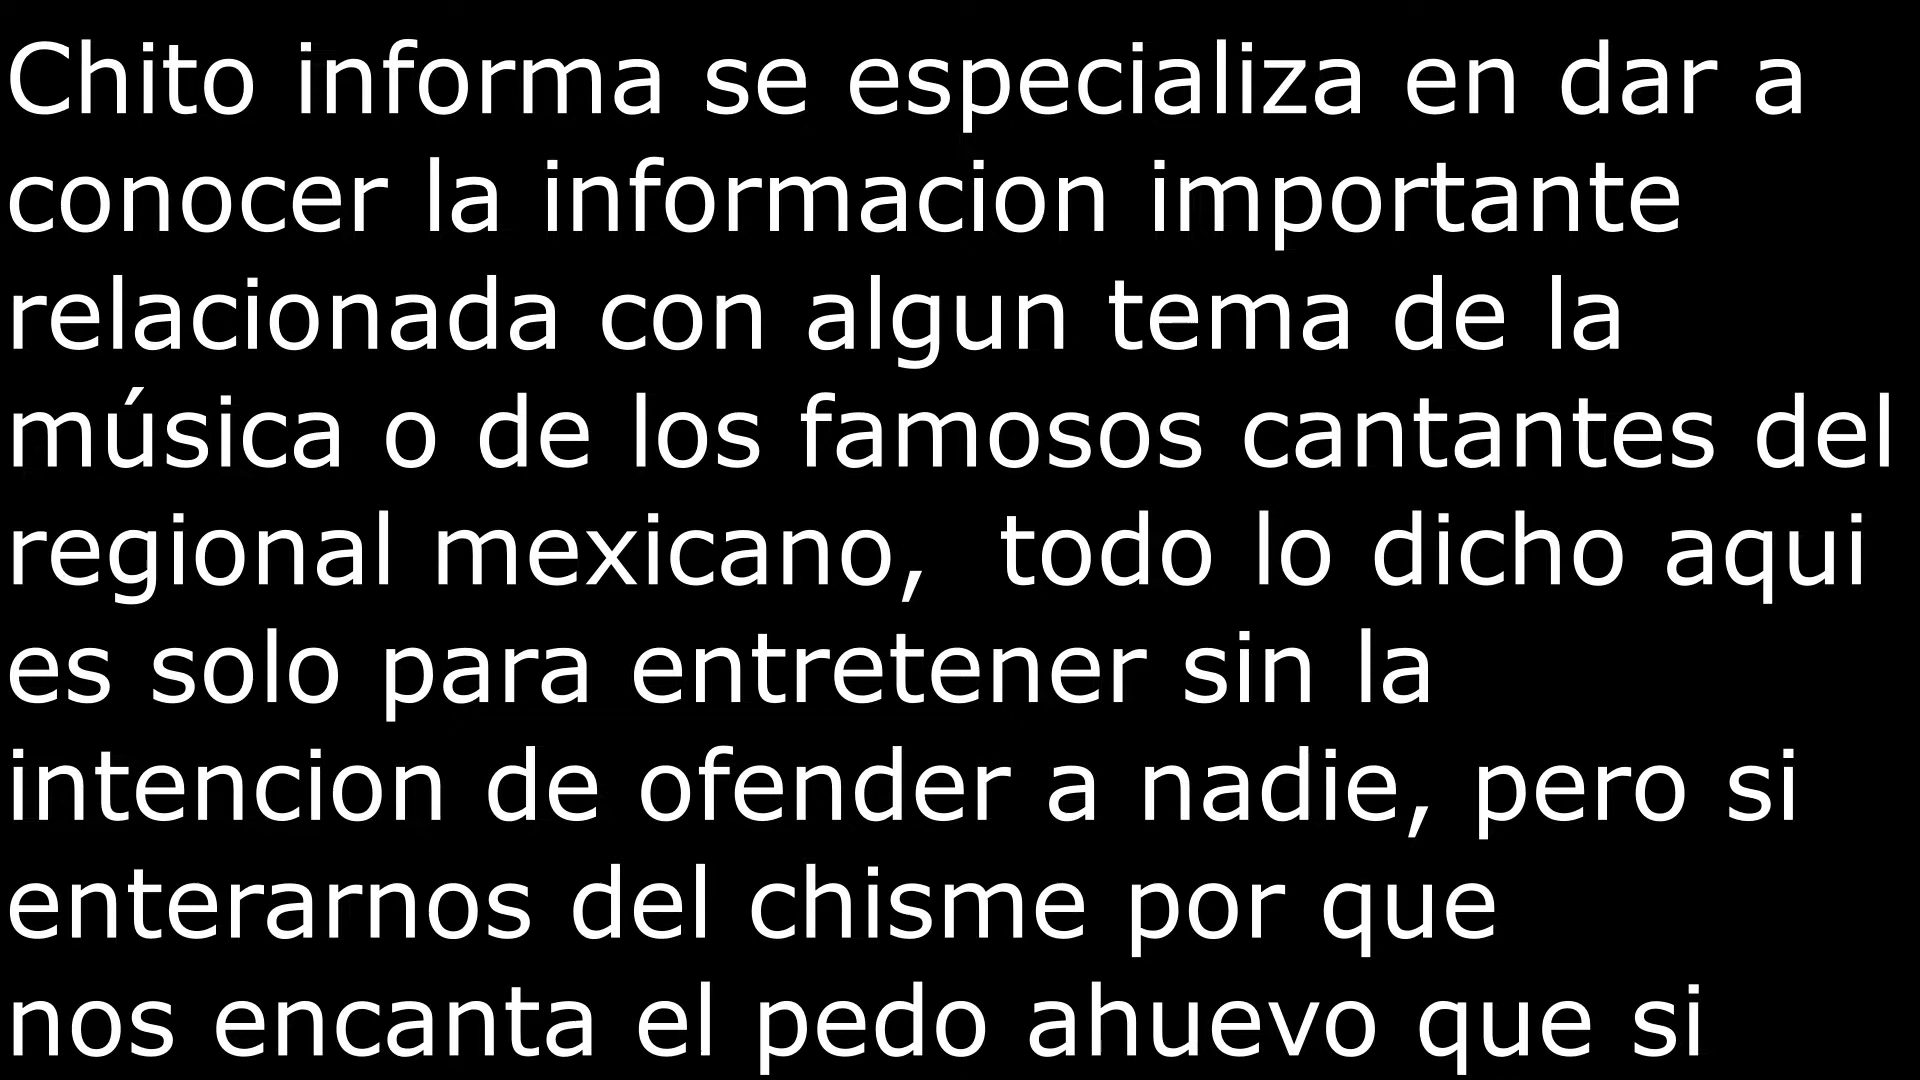 Chito informa se especializa en dar a
conocer la informacion importante
relacionada con algun tema de la
música o de los famosos cantantes del
regional mexicano,  todo lo dicho aqui
es solo para entretener sin la
intencion de ofender a nadie, pero si
enterarnos del chisme por que
nos encanta el pedo ahuevo que si